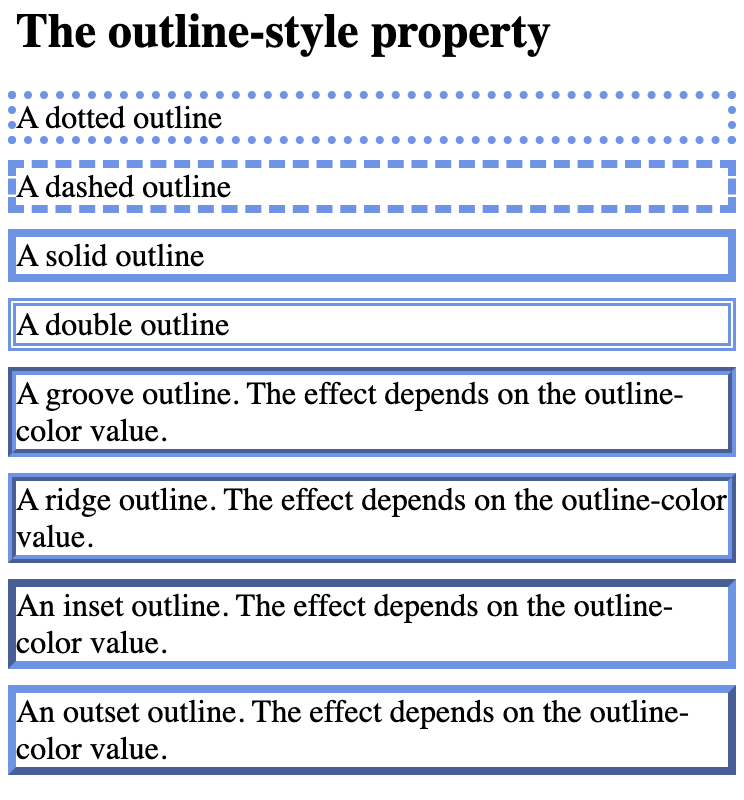 The outline-style property
A dotted outline
A dashed outline
A solid outline
A double outline
A groove outline. The effect depends on the outline-
color value.
A ridge outline. The effect depends on the outline-color
value.
An inset outline. The effect depends on the outline-
color value.
An outset outline. The effect depends on the outline-
color value.